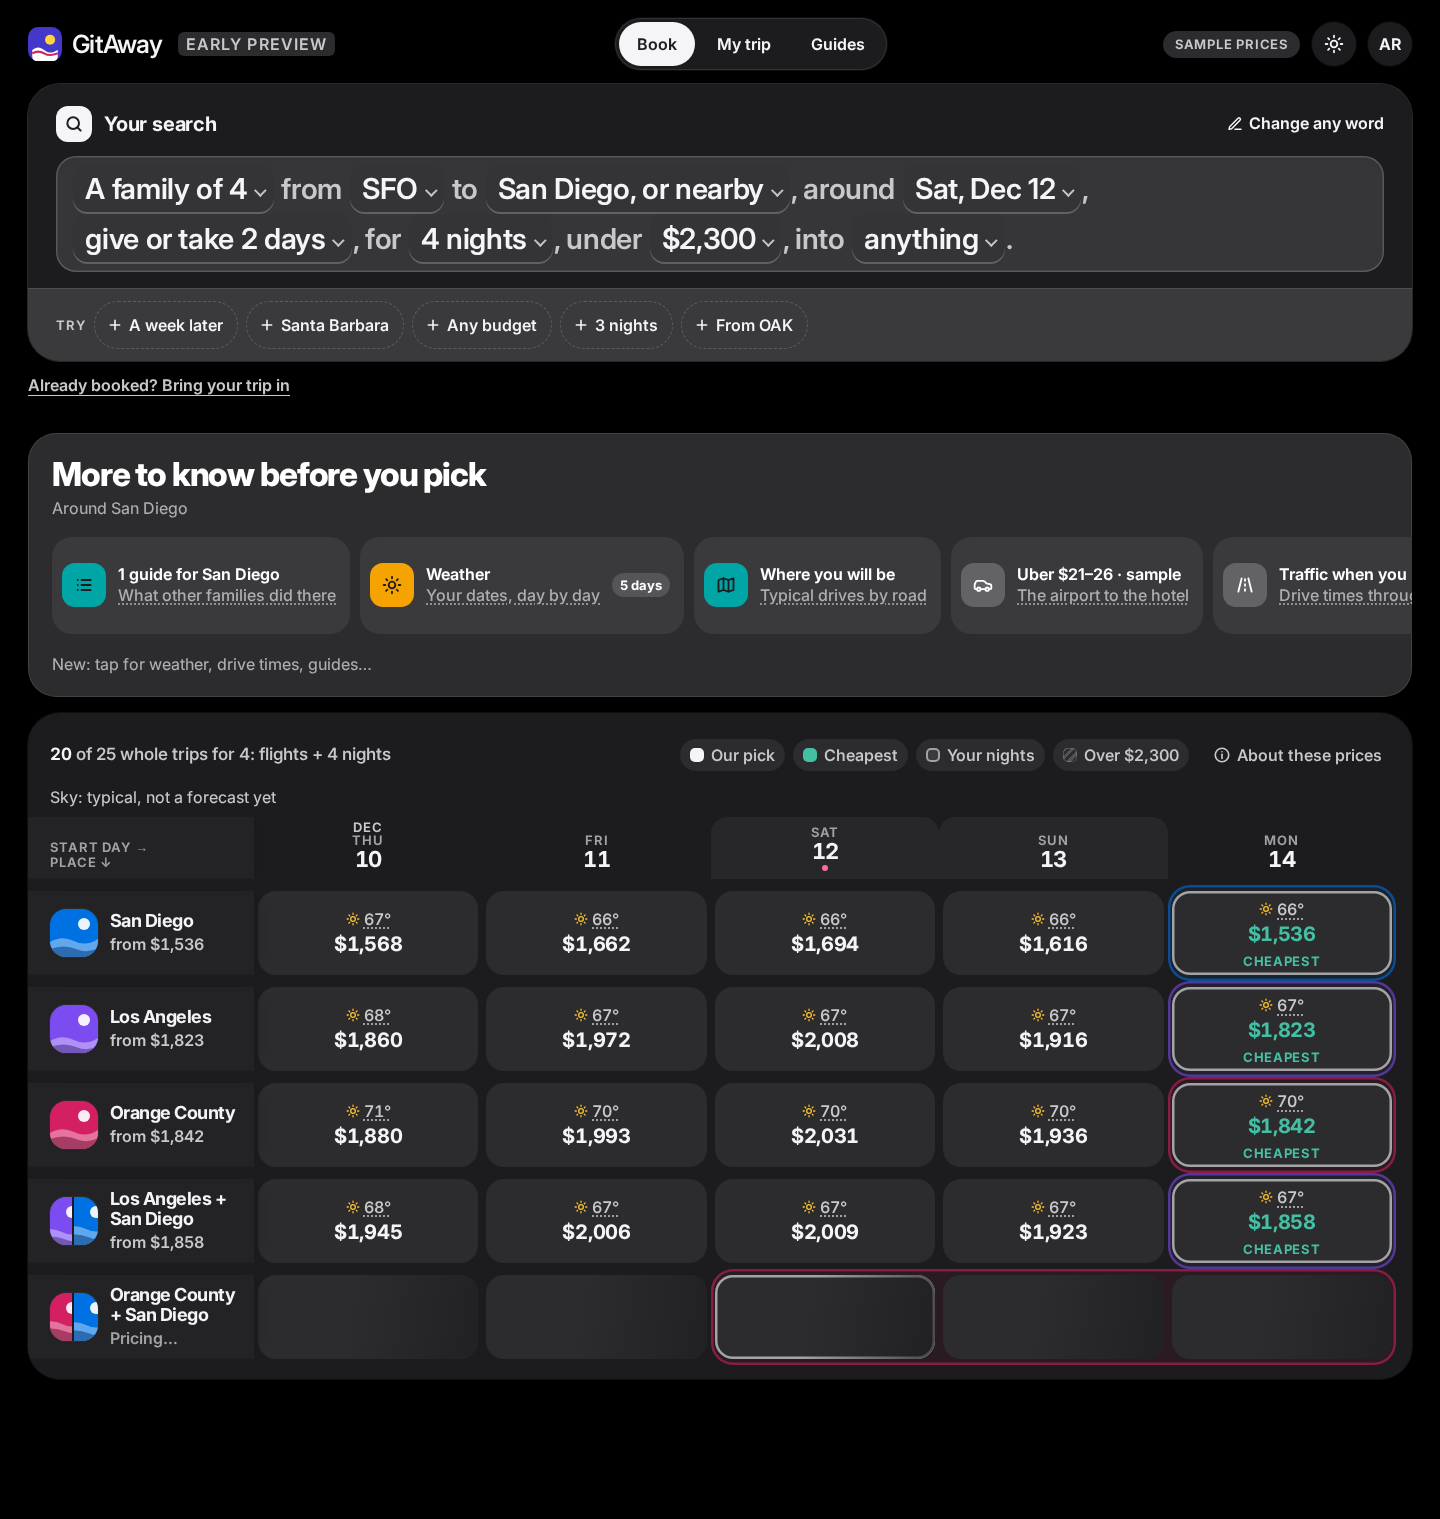 GitAway
EARLY PREVIEW
Book
My trip
Guides
SAMPLE PRICES
AR
Your search
Change any word
A family of 4 from SFO to San Diego, or nearby , around Sat, Dec 12 ,
give or take 2 days , for 4 nights , under $2,300 , into anything .
TRY
+ A week later
+ Santa Barbara
+ Any budget
+ 3 nights
+ From OAK
Already booked? Bring your trip in
More to know before you pick
Around San Diego
1 guide for San Diego
What other families did there
Weather
Your dates, day by day
5 days
Where you will be
Typical drives by road
Uber $21–26 · sample
The airport to the hotel
Traffic when you
Drive times throug
New: tap for weather, drive times, guides...
20 of 25 whole trips for 4: flights + 4 nights
Our pick
Cheapest
Your nights
Over $2,300
About these prices
Sky: typical, not a forecast yet
START DAY →
PLACE ↓
DEC
THU
10
FRI
11
SAT
12
SUN
13
MON
14
San Diego
from $1,536
67°
$1,568
66°
$1,662
66°
$1,694
66°
$1,616
66°
$1,536
CHEAPEST
Los Angeles
from $1,823
68°
$1,860
67°
$1,972
67°
$2,008
67°
$1,916
67°
$1,823
CHEAPEST
Orange County
from $1,842
71°
$1,880
70°
$1,993
70°
$2,031
70°
$1,936
70°
$1,842
CHEAPEST
Los Angeles +
San Diego
from $1,858
68°
$1,945
67°
$2,006
67°
$2,009
67°
$1,923
67°
$1,858
CHEAPEST
Orange County
+ San Diego
Pricing...